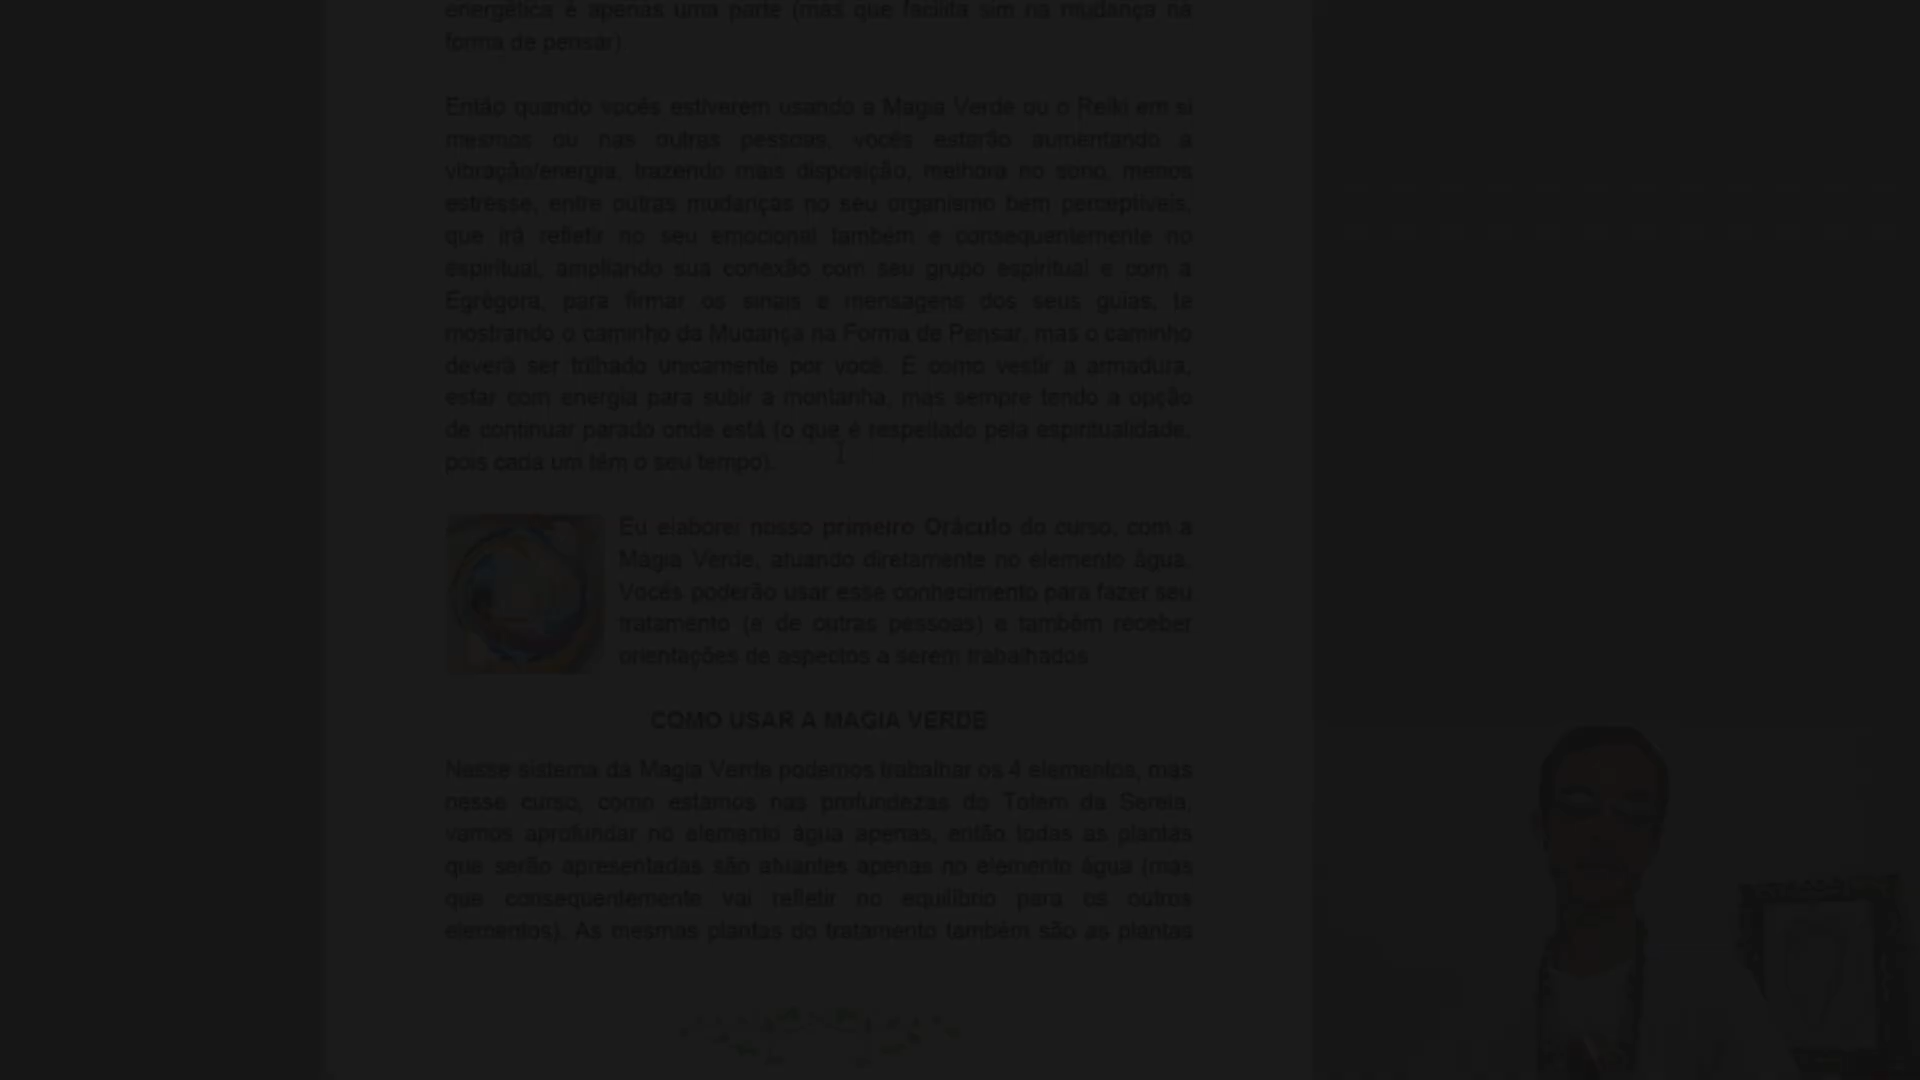 energética é apenas uma parte (mas que facilita sim na mudança na
forma de pensar)
Então quando vocês estiverem usando a Magia Verde ou o Reiki em si
mesmos ou nas outras pessoas, vocês estarão aumentando a
vibração/energia, trazendo mais disposição, melhora no sono, menos
estresse, entre outras mudanças no seu organismo bem perceptíveis,
que irá refletir no seu emocional também e consequentemente no
espiritual, ampliando sua conexão com seu grupo espiritual e com a
Egrégora, para firmar os sinais e mensagens dos seus guias, te
mostrando o caminho da Mudança na Forma de Pensar, mas o caminho
deverá ser trilhado unicamente por você. É como vestir a armadura,
estar com energia para subir a montanha, mas sempre tendo a opção
de continuar parado onde está (o que é respeitado pela espiritualidade,
pois cada um têm o seu tempo).
Eu elaborei nosso primeiro Oráculo do curso, com a
Magia Verde, atuando diretamente no elemento água.
Vocês poderão usar esse conhecimento para fazer seu
tratamento (e de outras pessoas) e também receber
orientações de aspectos a serem trabalhados
COMO USAR A MAGIA VERDE
Nesse sistema da Magia Verde podemos trabalhar os 4 elementos, mas
nesse curso, como estamos nas profundezas do Totem da Sereia,
vamos aprofundar no elemento água apenas, então todas as plantas
que serão apresentadas são atuantes apenas no elemento água (mas
que consequentemente vai refletir no equilíbrio para os outros
elementos). As mesmas plantas do tratamento também são as plantas